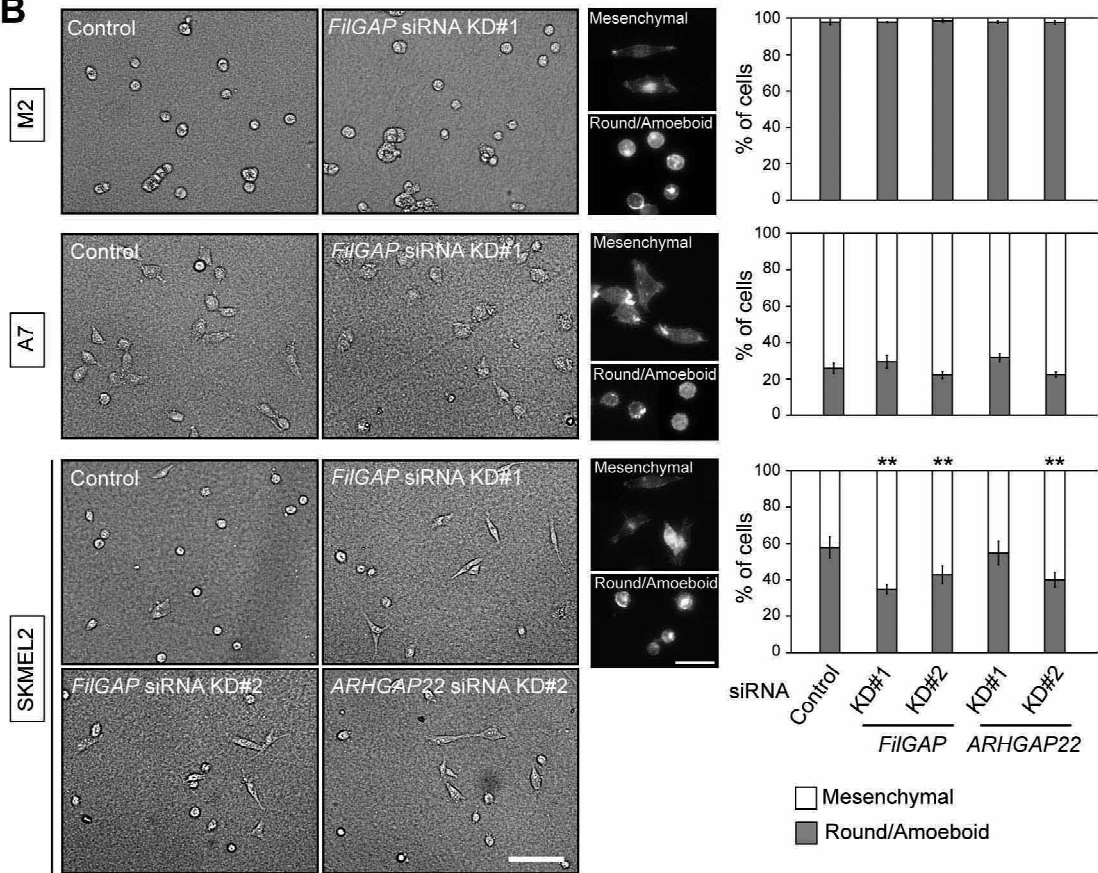 B
M2
Control
FilGAP siRNA KD#1
Mesenchymal
Round/Amoeboid
% of cells
100
80
60
40
20
0
A7
Control
FilGAP siRNA KD#1
Mesenchymal
Round/Amoeboid
% of cells
100
80
60
40
20
0
SKMEL2
Control
FilGAP siRNA KD#1
FilGAP siRNA KD#2
ARHGAP22 siRNA KD#2
Mesenchymal
Round/Amoeboid
% of cells
100
80
60
40
20
0
** ** **
siRNA Control KD#1 KD#2 KD#1 KD#2
FilGAP ARHGAP22
Mesenchymal
Round/Amoeboid